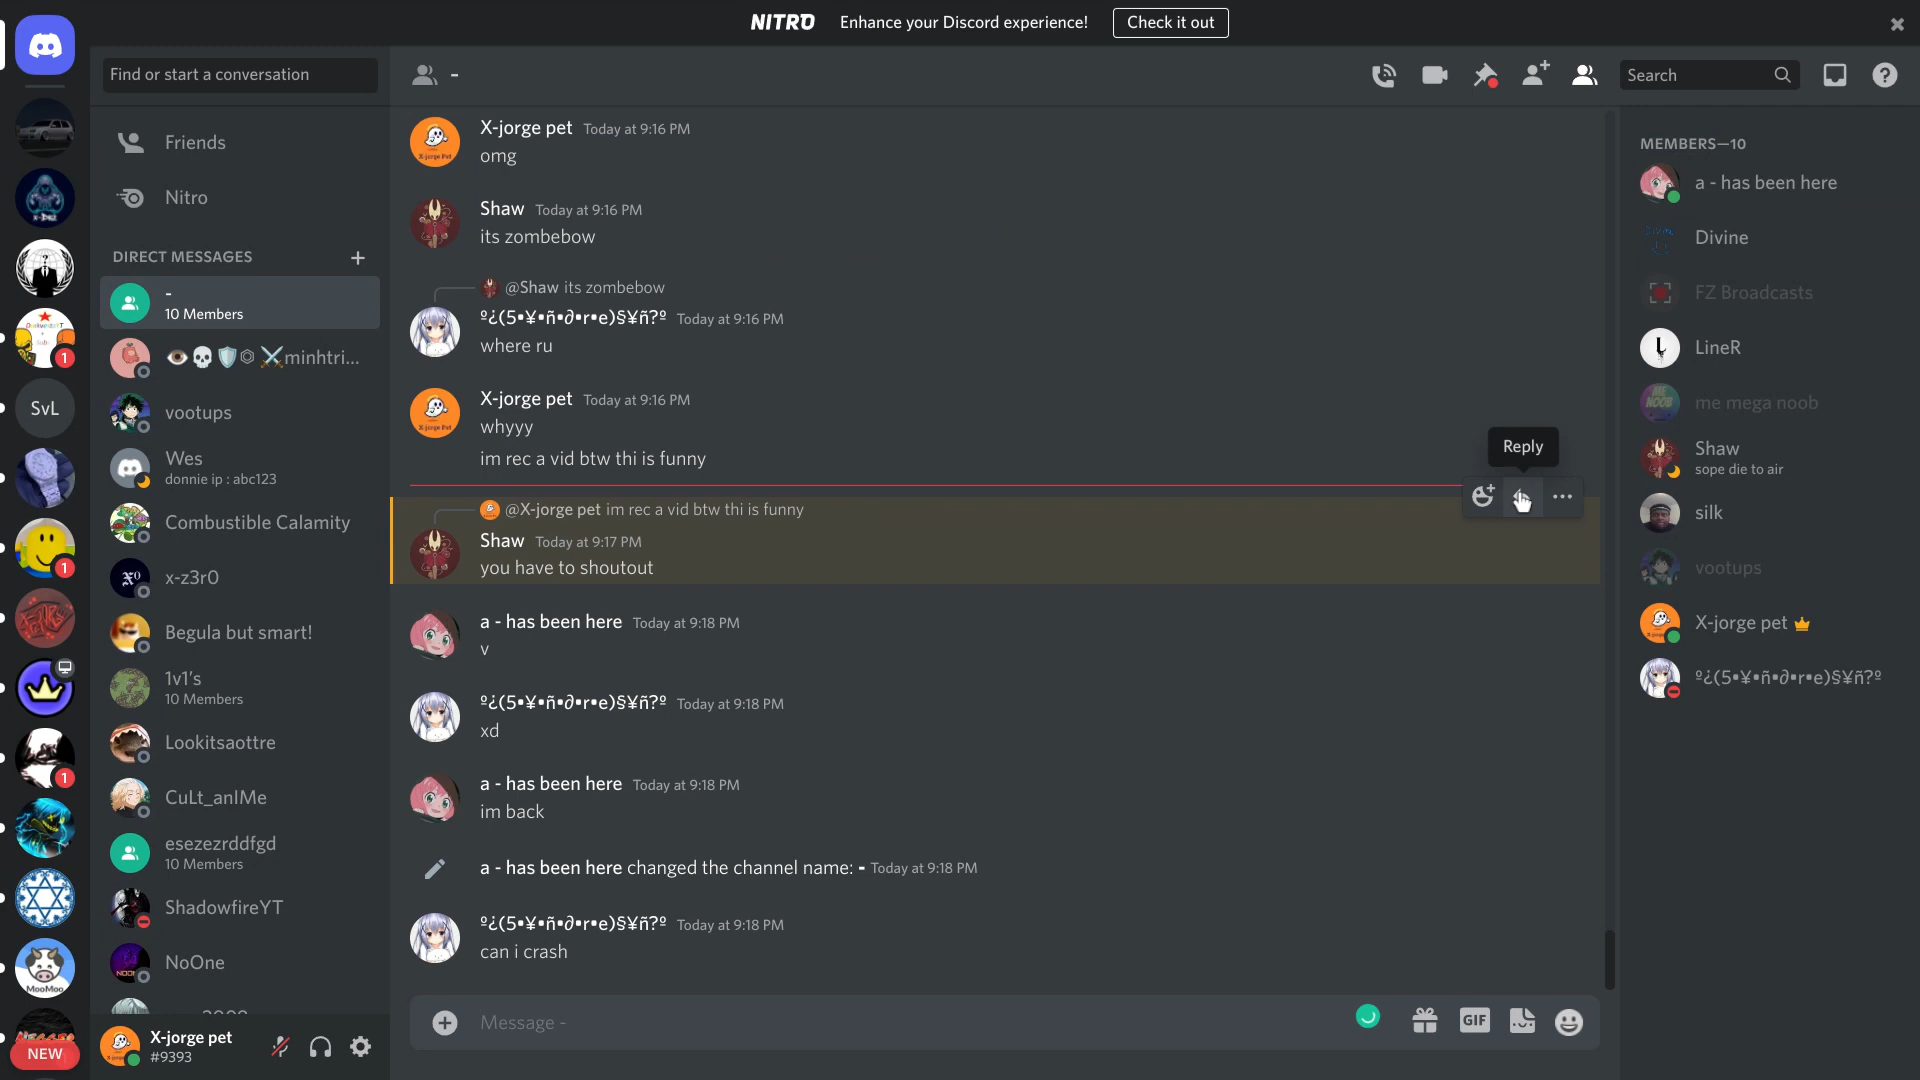 NITRO Enhance your Discord experience! Check it out
Find or start a conversation
-
Search
Friends
Nitro
DIRECT MESSAGES
-
10 Members
👁💀🛡⚔minhtri...
vootups
Wes
donnie ip : abc123
Combustible Calamity
x-z3r0
Begula but smart!
1v1's
10 Members
Lookitsaottre
CuLt_anIMe
esezezrddfgd
10 Members
ShadowfireYT
NoOne
X-jorge pet
#9393
SvL
1
1
1
MooMoo
NEW
X-jorge pet Today at 9:16 PM
omg
Shaw Today at 9:16 PM
its zombebow
@Shaw its zombebow
º¿(5•¥•ñ•∂•r•e)§¥ñ?º Today at 9:16 PM
where ru
X-jorge pet Today at 9:16 PM
whyyy
im rec a vid btw thi is funny
Reply
@X-jorge pet im rec a vid btw thi is funny
Shaw Today at 9:17 PM
you have to shoutout
a - has been here Today at 9:18 PM
v
º¿(5•¥•ñ•∂•r•e)§¥ñ?º Today at 9:18 PM
xd
a - has been here Today at 9:18 PM
im back
a - has been here changed the channel name: - Today at 9:18 PM
º¿(5•¥•ñ•∂•r•e)§¥ñ?º Today at 9:18 PM
can i crash
Message -
GIF
MEMBERS—10
a - has been here
Divine
FZ Broadcasts
LineR
me mega noob
Shaw
sope die to air
silk
vootups
X-jorge pet
º¿(5•¥•ñ•∂•r•e)§¥ñ?º